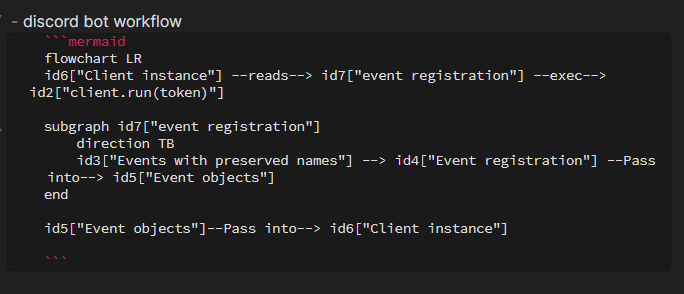 - discord bot workflow
```mermaid
flowchart LR
id6["Client instance"] --reads--> id7["event registration"] --exec-->
id2["client.run(token)"]
subgraph id7["event registration"]
direction TB
id3["Events with preserved names"] --> id4["Event registration"] --Pass
into--> id5["Event objects"]
end
id5["Event objects"]--Pass into--> id6["Client instance"]
```